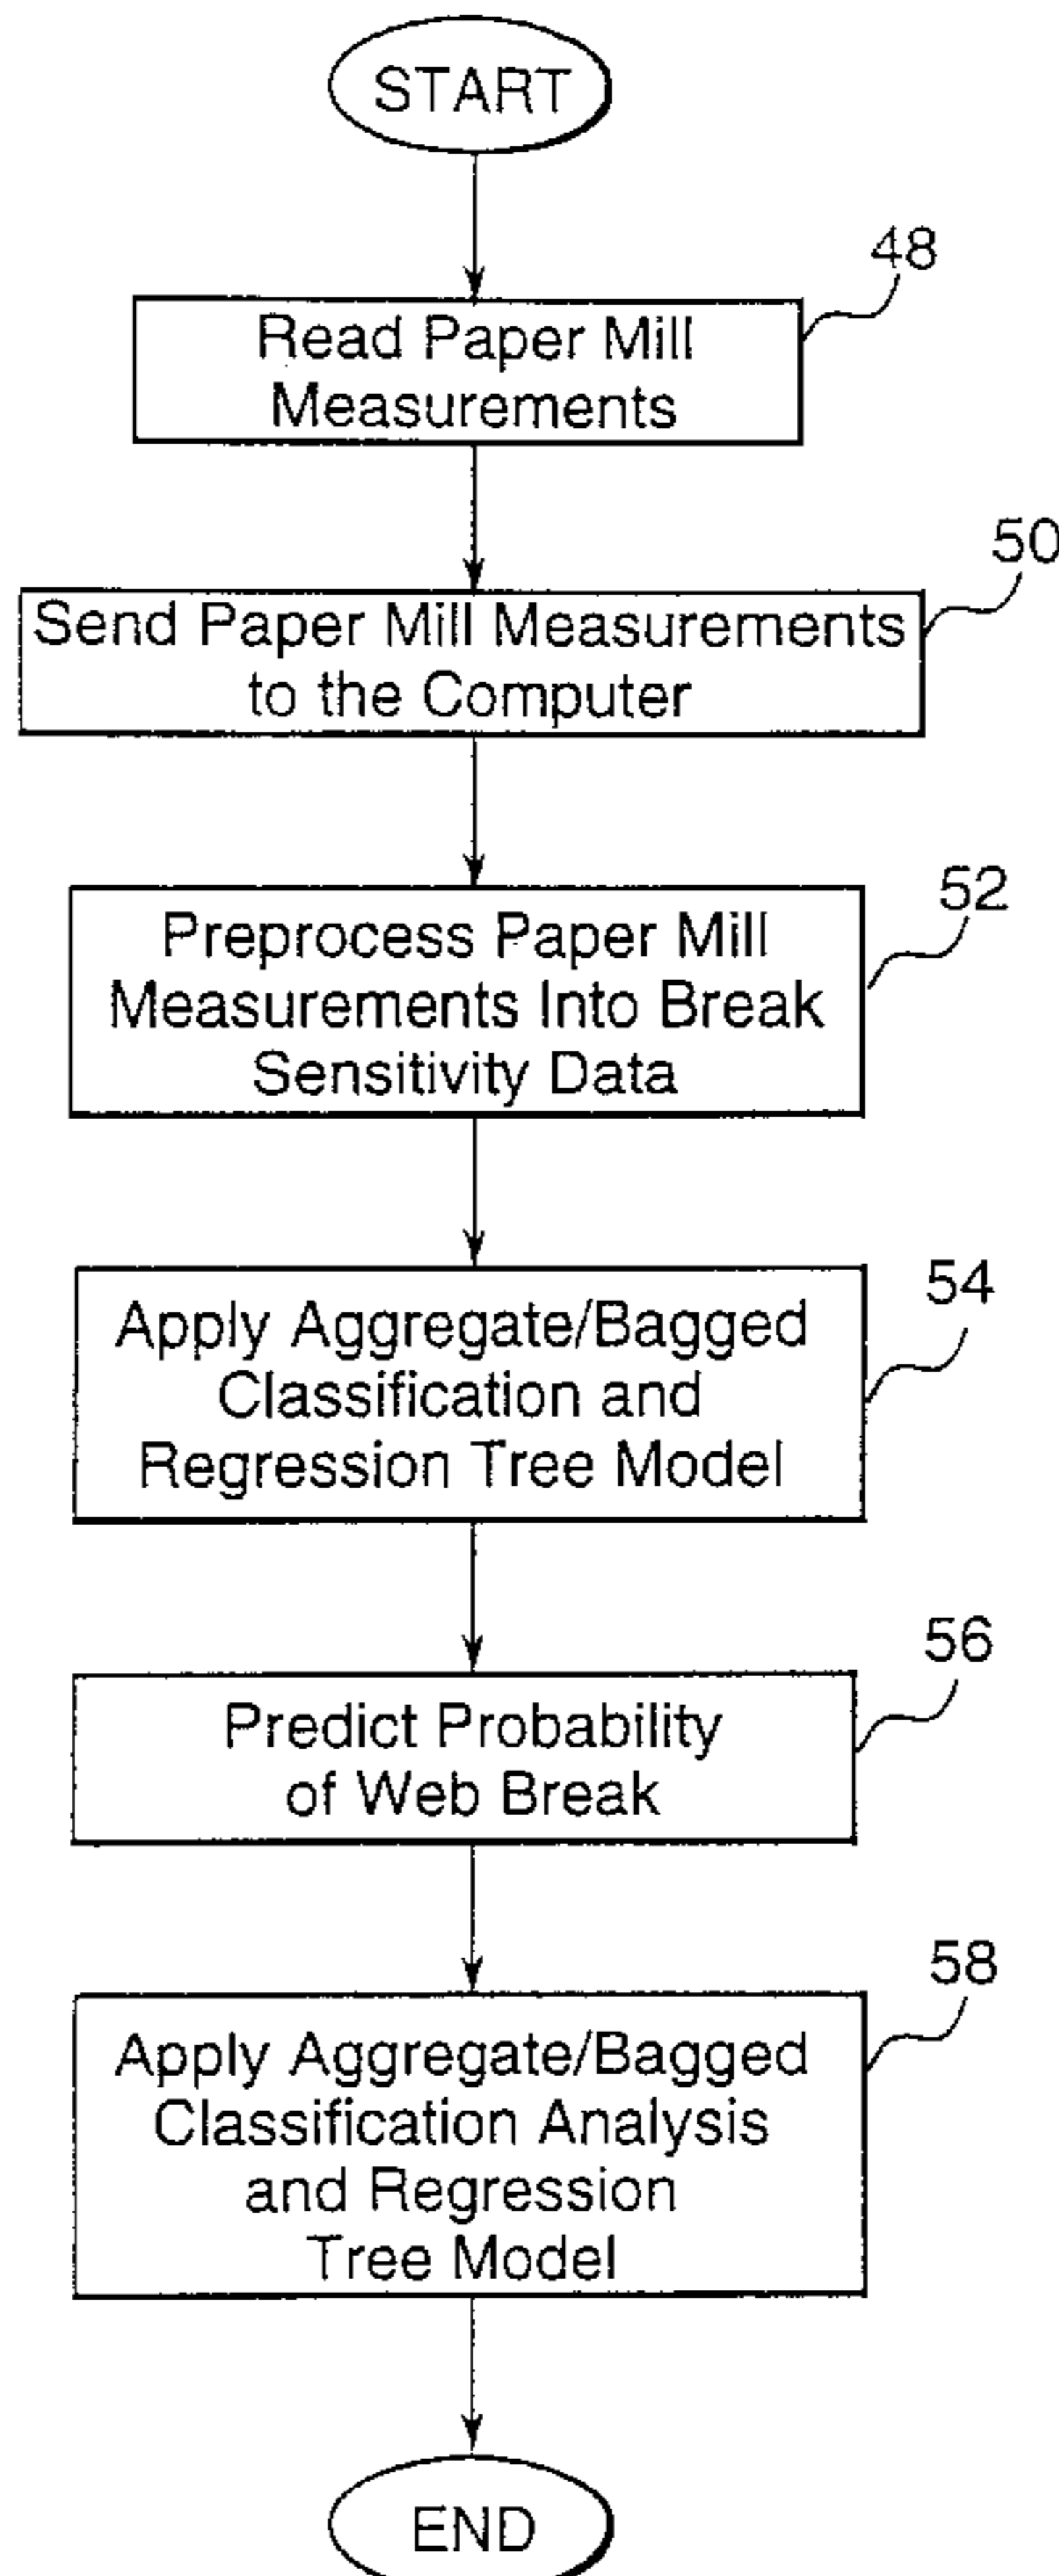 START
48
Read Paper Mill
Measurements
50
Send Paper Mill Measurements
to the Computer
52
Preprocess Paper Mill
Measurements Into Break
Sensitivity Data
54
Apply Aggregate/Bagged
Classification and
Regression Tree Model
56
Predict Probability
of Web Break
58
Apply Aggregate/Bagged
Classification Analysis
and Regression
Tree Model
END